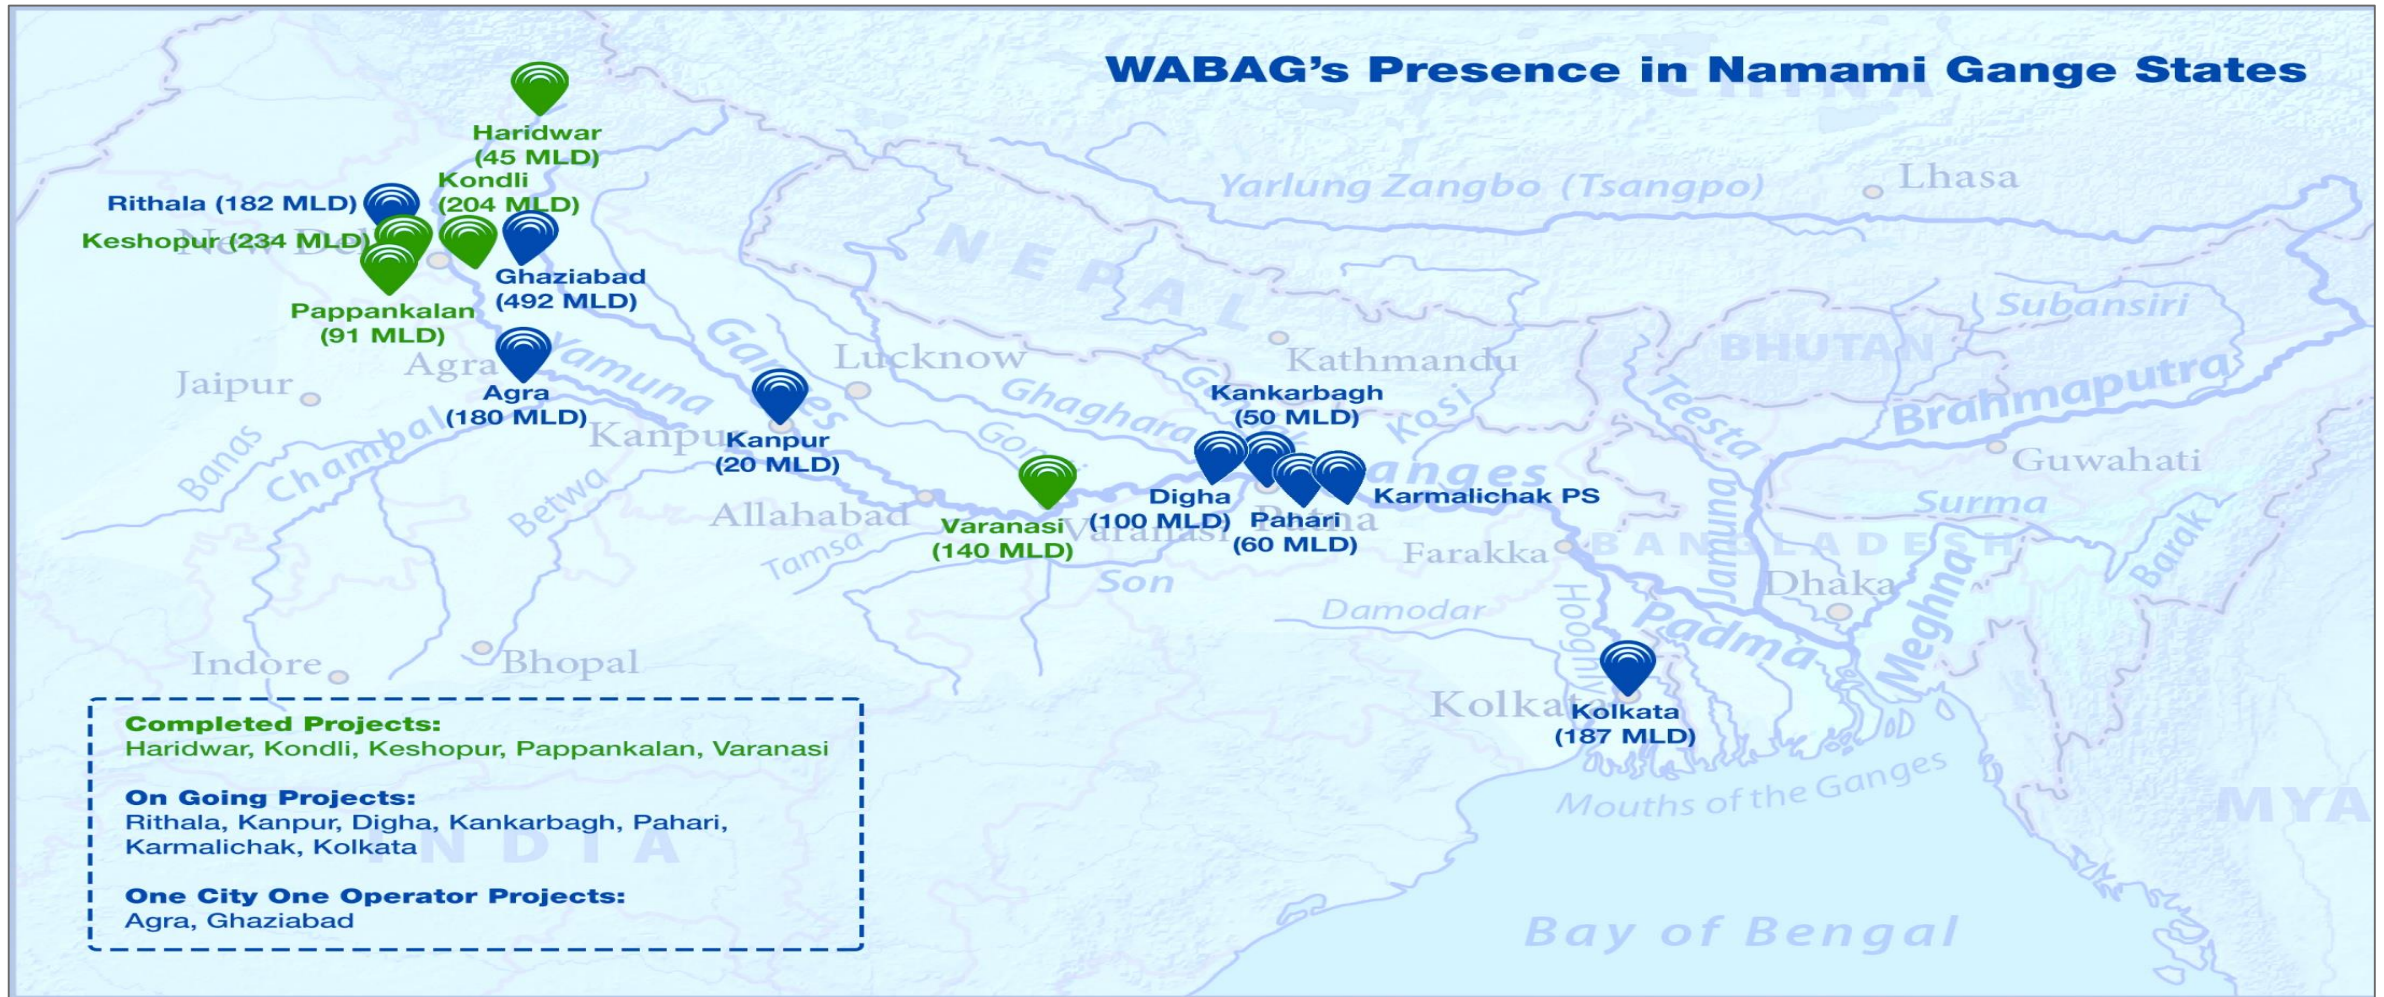 WABAG's Presence in Namami Gange States
Haridwar
(45 MLD)
Kondli
(204 MLD)
Rithala (182 MLD)
Keshopur (234 MLD)
Ghaziabad
(492 MLD)
Pappankalan
(91 MLD)
Agra
Agra
(180 MLD)
Jaipur
Yamuna
Ganges
Lucknow
Kanpur
Kanpur
(20 MLD)
Banas
Chambal
Betwa
Ghaghara
Allahabad
Tamsa
Varanasi
(140 MLD)
Varanasi
Son
Kankarbagh
(50 MLD)
Digha
(100 MLD)
Pahari
(60 MLD)
Karmalichak PS
Kosi
Kathmandu
NEPAL
Yarlung Zangbo (Tsangpo)
Lhasa
BHUTAN
Subansiri
Brahmaputra
Teesta
Guwahati
Surma
Barak
Farakka
BANGLADESH
Jamuna
Dhaka
Meghna
Padma
Hooghly
Damodar
Kolkata
(187 MLD)
Mouths of the Ganges
MYA
Bay of Bengal
Indore
Bhopal
INDIA
Completed Projects:
Haridwar, Kondli, Keshopur, Pappankalan, Varanasi
On Going Projects:
Rithala, Kanpur, Digha, Kankarbagh, Pahari,
Karmalichak, Kolkata
One City One Operator Projects:
Agra, Ghaziabad